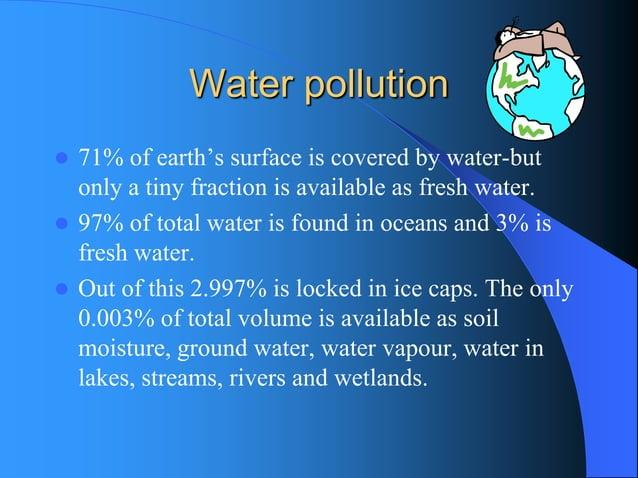 Water pollution
71% of earth’s surface is covered by water-but
only a tiny fraction is available as fresh water.
97% of total water is found in oceans and 3% is
fresh water.
Out of this 2.997% is locked in ice caps. The only
0.003% of total volume is available as soil
moisture, ground water, water vapour, water in
lakes, streams, rivers and wetlands.